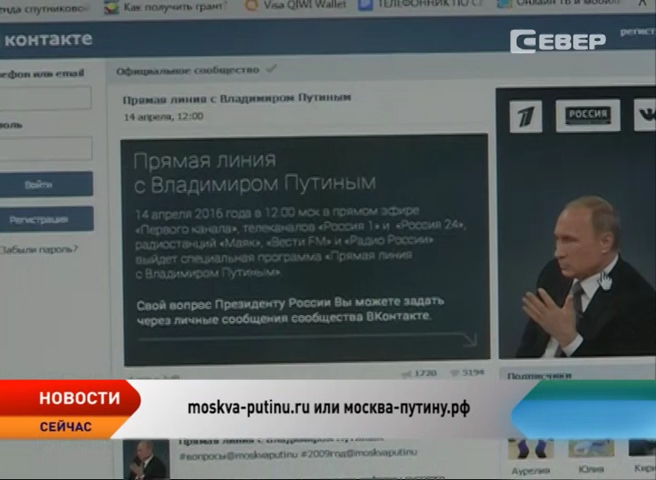 Как получить грант?
Visa QIWI Wallet
контакте
СЕВЕР
или email
Официальное сообщество
Прямая линия с Владимиром Путиным
14 апреля, 12:00
РОССИЯ
Войти
Регистрация
Забыли пароль?
Прямая линия
с Владимиром Путиным
14 апреля 2016 года в 12:00 мск в прямом эфире
«Первого канала», телеканалов «Россия 1» и «Россия 24»,
радиостанций «Маяк», «Вести FM» и «Радио России»
выйдет специальная программа «Прямая линия
с Владимиром Путиным».
Свой вопрос Президенту России Вы можете задать
через личные сообщения сообщества ВКонтакте.
1720 5194
Подписчики
НОВОСТИ
СЕЙЧАС
moskva-putinu.ru или москва-путину.рф
Прямая линия с Владимиром Путиным
#вопросы@moskvaputinu #2009год@moskvaputinu
Аурелия Юлия